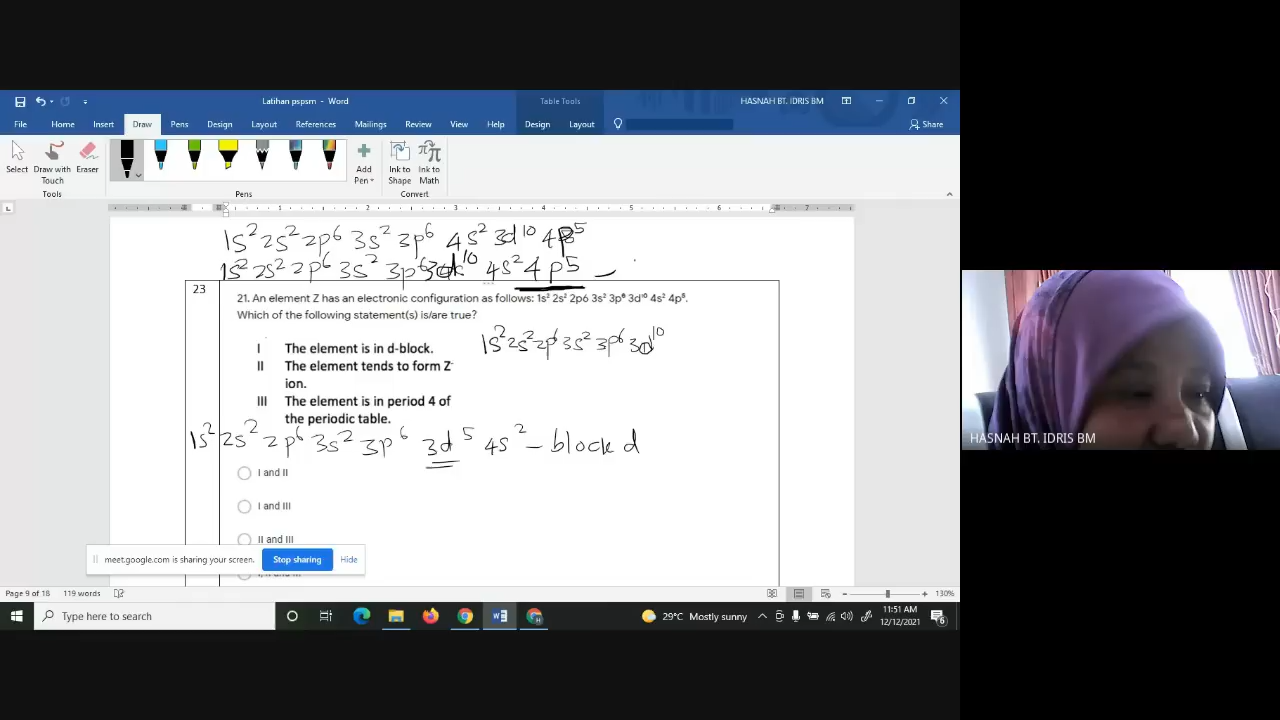 Latihan pspsm - Word
Table Tools
HASNAH BT. IDRIS BM
File Home Insert Draw Pens Design Layout References Mailings Review View Help Design Layout Share
Select Draw with Touch Eraser Add Pen Ink to Shape Ink to Math
Tools Pens Convert
1 2 3 4 5 6 7
1s² 2s² 2p⁶ 3s² 3p⁶ 4s² 3d¹⁰ 4p⁵
1s² 2s² 2p⁶ 3s² 3p⁶ 3d¹⁰ 4s² 4p5 –
23
21. An element Z has an electronic configuration as follows: 1s² 2s² 2p6 3s² 3p⁶ 3d¹⁰ 4s² 4p⁵.
Which of the following statement(s) is/are true?
1s² 2s² 2p⁶ 3s² 3p⁶ 3d¹⁰
I The element is in d-block.
II The element tends to form Z⁻
ion.
III The element is in period 4 of
the periodic table.
1s² 2s² 2p⁶ 3s² 3p⁶ 3d⁵ 4s² – block d
I and II
I and III
II and III
meet.google.com is sharing your screen. Stop sharing Hide
Page 9 of 18 119 words 130%
Type here to search
29°C Mostly sunny
11:51 AM
12/12/2021
6
HASNAH BT. IDRIS BM